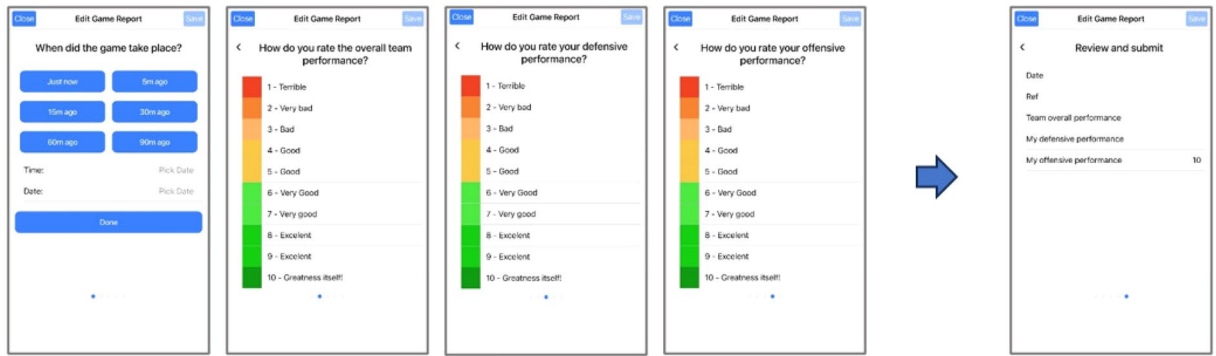 Close Edit Game Report Save
When did the game take place?
Just now 5m ago
15m ago 30m ago
60m ago 90m ago
Time: Pick Date
Date: Pick Date
Done
Close Edit Game Report Save
How do you rate the overall team
performance?
1 - Terrible
2 - Very bad
3 - Bad
4 - Good
5 - Good
6 - Very Good
7 - Very good
8 - Excelent
9 - Excelent
10 - Greatness itself!
Close Edit Game Report Save
How do you rate your defensive
performance?
1 - Terrible
2 - Very bad
3 - Bad
4 - Good
5 - Good
6 - Very Good
7 - Very good
8 - Excelent
9 - Excelent
10 - Greatness itself!
Close Edit Game Report Save
How do you rate your offensive
performance?
1 - Terrible
2 - Very bad
3 - Bad
4 - Good
5 - Good
6 - Very Good
7 - Very good
8 - Excelent
9 - Excelent
10 - Greatness itself!
Close Edit Game Report Save
Review and submit
Date
Ref
Team overall performance
My defensive performance
My offensive performance 10